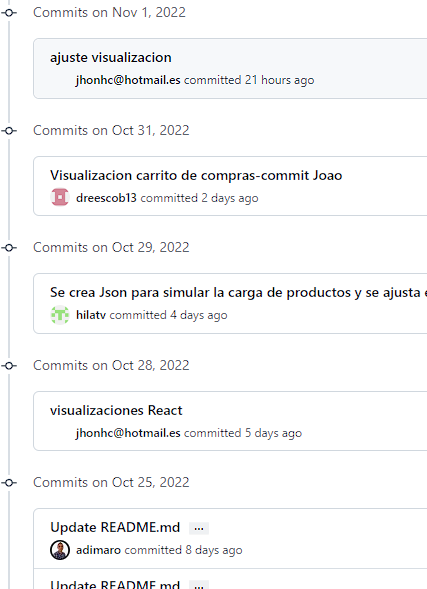 Commits on Nov 1, 2022
ajuste visualizacion
jhonhc@hotmail.es committed 21 hours ago
Commits on Oct 31, 2022
Visualizacion carrito de compras-commit Joao
dreescob13 committed 2 days ago
Commits on Oct 29, 2022
Se crea Json para simular la carga de productos y se ajusta
hilatv committed 4 days ago
Commits on Oct 28, 2022
visualizaciones React
jhonhc@hotmail.es committed 5 days ago
Commits on Oct 25, 2022
Update README.md ...
adimaro committed 8 days ago
Update README.md ...